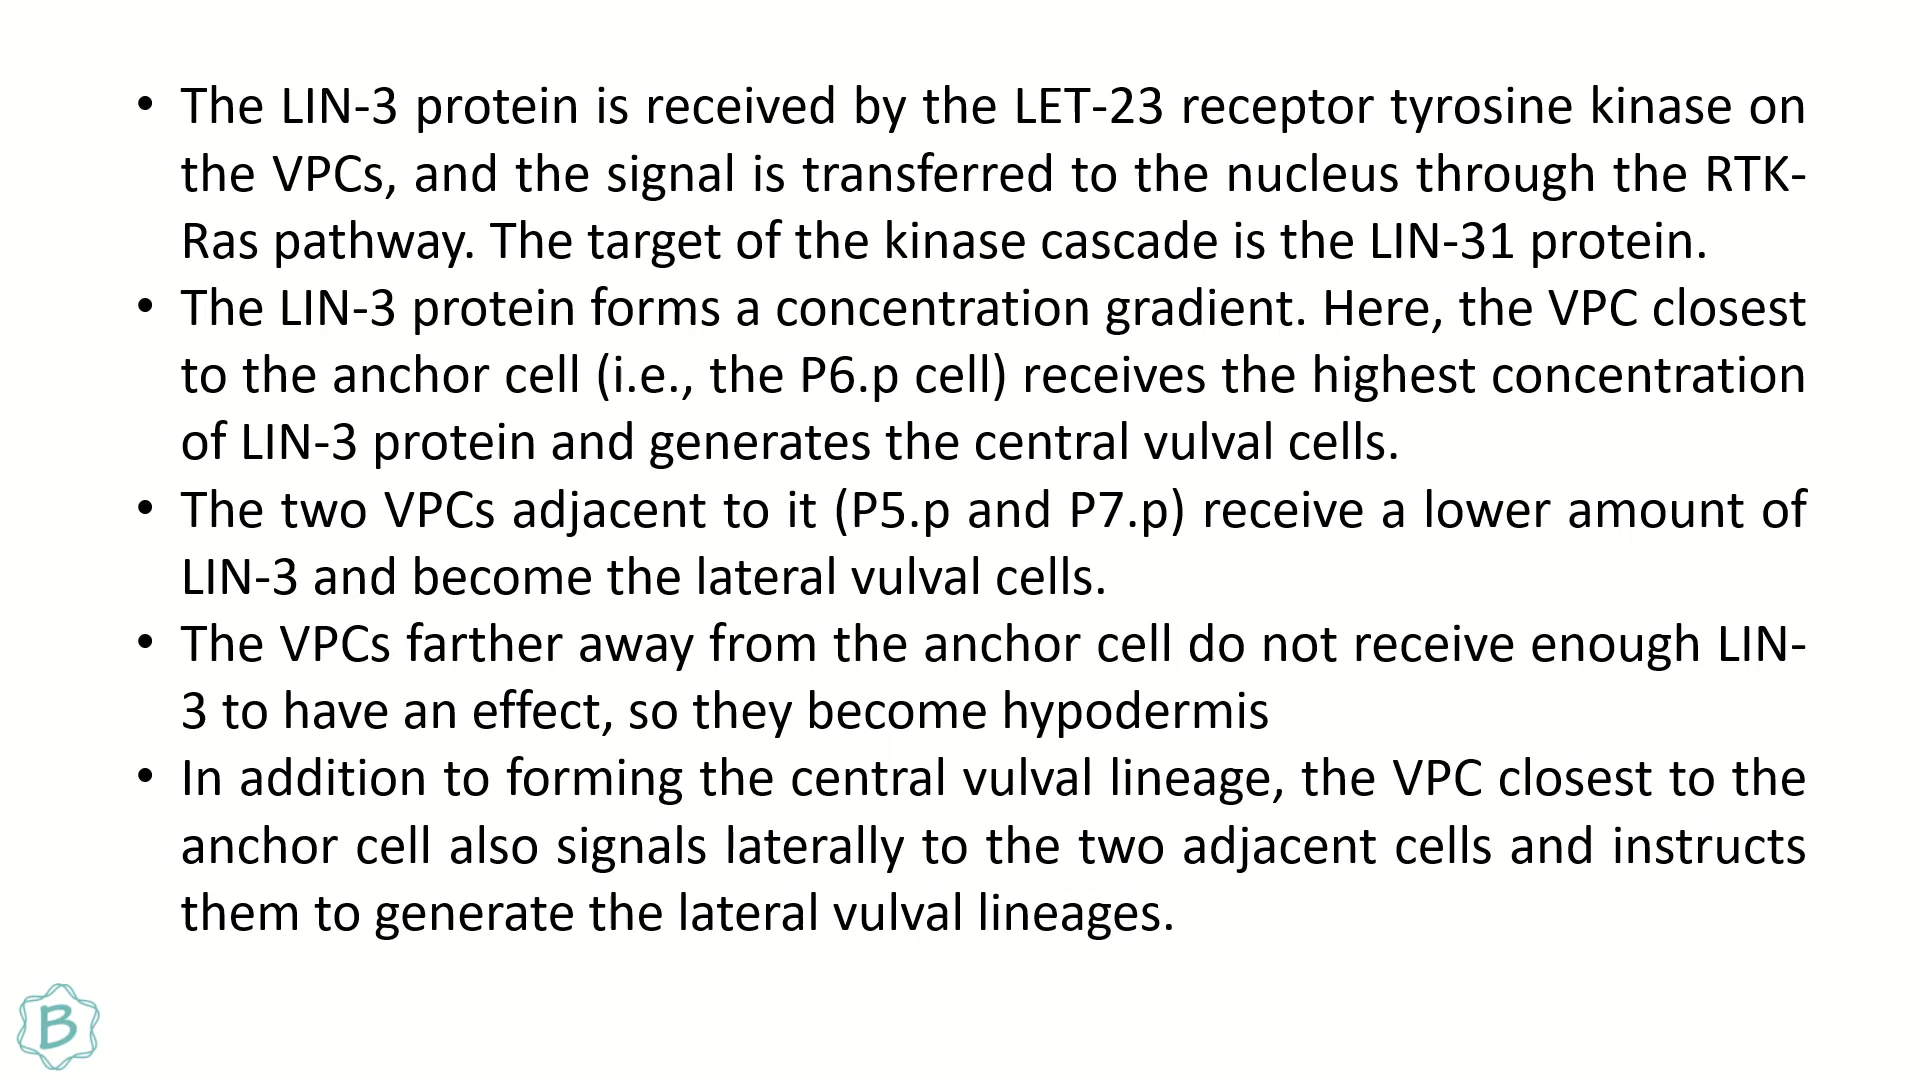 • The LIN-3 protein is received by the LET-23 receptor tyrosine kinase on
the VPCs, and the signal is transferred to the nucleus through the RTK-
Ras pathway. The target of the kinase cascade is the LIN-31 protein.
• The LIN-3 protein forms a concentration gradient. Here, the VPC closest
to the anchor cell (i.e., the P6.p cell) receives the highest concentration
of LIN-3 protein and generates the central vulval cells.
• The two VPCs adjacent to it (P5.p and P7.p) receive a lower amount of
LIN-3 and become the lateral vulval cells.
• The VPCs farther away from the anchor cell do not receive enough LIN-
3 to have an effect, so they become hypodermis
• In addition to forming the central vulval lineage, the VPC closest to the
anchor cell also signals laterally to the two adjacent cells and instructs
them to generate the lateral vulval lineages.
B